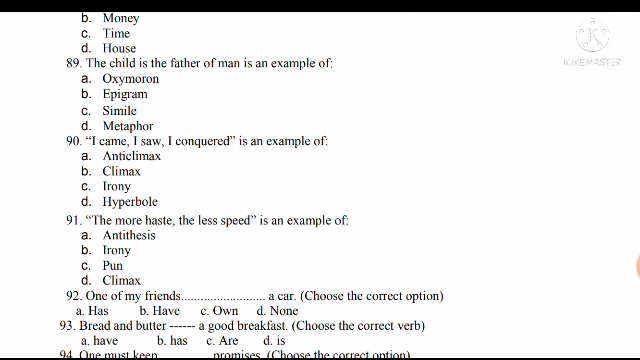 b. Money
c. Time
d. House
89. The child is the father of man is an example of:
a. Oxymoron
b. Epigram
c. Simile
d. Metaphor
90. “I came, I saw, I conquered” is an example of:
a. Anticlimax
b. Climax
c. Irony
d. Hyperbole
91. “The more haste, the less speed” is an example of:
a. Antithesis
b. Irony
c. Pun
d. Climax
92. One of my friends.......................... a car. (Choose the correct option)
a. Has b. Have c. Own d. None
93. Bread and butter ------ a good breakfast. (Choose the correct verb)
a. have b. has c. Are d. is
94. One must keep ________ promises. (Choose the correct option)
K
KINEMASTER